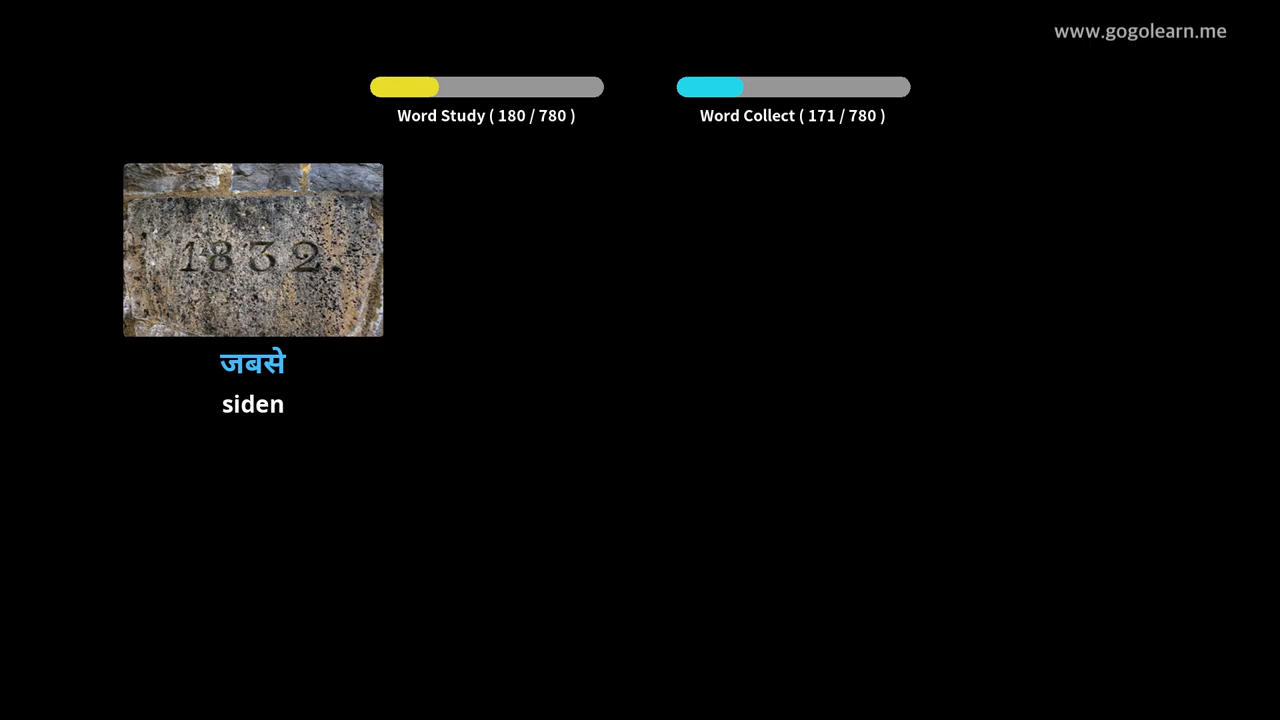 www.gogolearn.me
Word Study ( 180 / 780 )
Word Collect ( 171 / 780 )
1832.
जबसे
siden